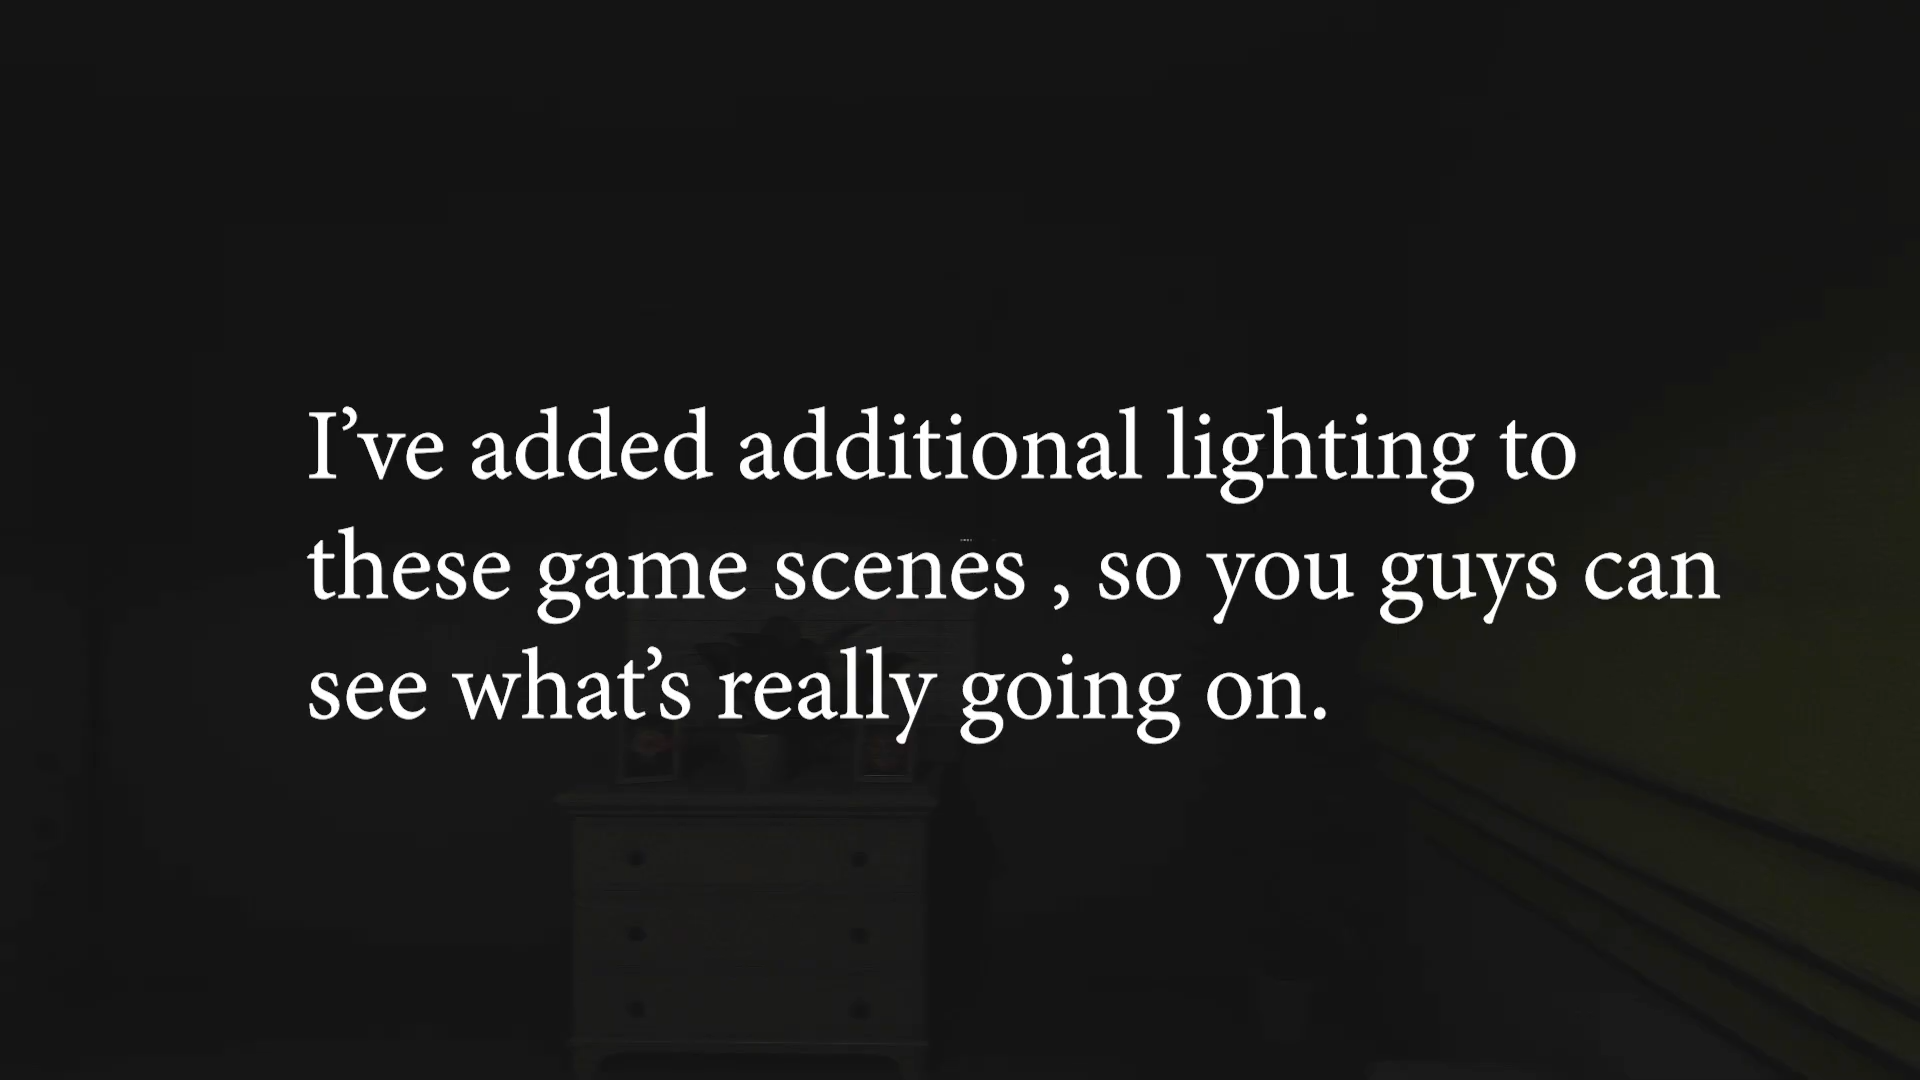 I’ve added additional lighting to
these game scenes , so you guys can
see what’s really going on.